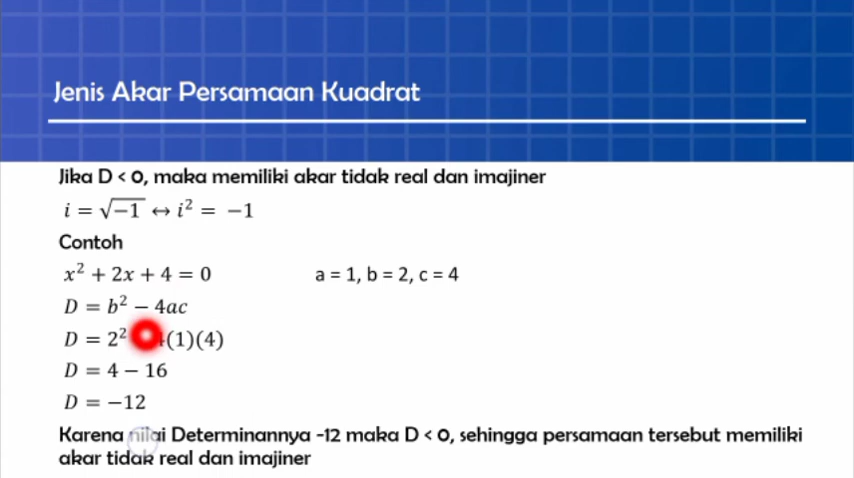 Jenis Akar Persamaan Kuadrat
Jika D < 0, maka memiliki akar tidak real dan imajiner
i = √−1 ↔ i² = −1
Contoh
x² + 2x + 4 = 0 a = 1, b = 2, c = 4
D = b² − 4ac
D = 2² (1)(4)
D = 4 − 16
D = −12
Karena nilai Determinannya -12 maka D < 0, sehingga persamaan tersebut memiliki
akar tidak real dan imajiner